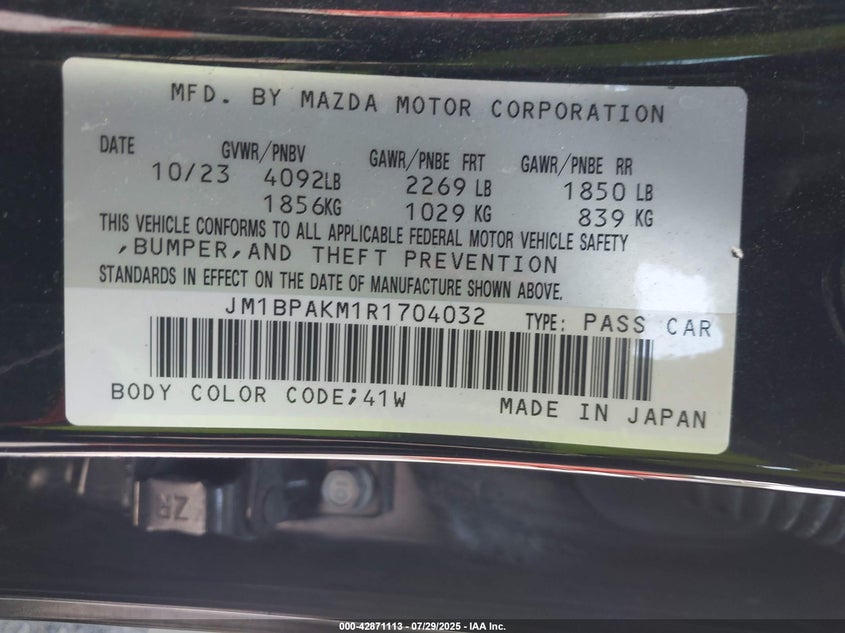 MFD. BY MAZDA MOTOR CORPORATION
DATE GVWR/PNBV GAWR/PNBE FRT GAWR/PNBE RR
10/23 4092LB 2269 LB 1850 LB
1856KG 1029 KG 839 KG
THIS VEHICLE CONFORMS TO ALL APPLICABLE FEDERAL MOTOR VEHICLE SAFETY
,BUMPER,AND THEFT PREVENTION
STANDARDS IN EFFECT ON THE DATE OF MANUFACTURE SHOWN ABOVE.
JM1BPAKM1R1704032 TYPE: PASS CAR
BODY COLOR CODE;41W MADE IN JAPAN
ZR
000-42871113 - 07/29/2025 - IAA Inc.